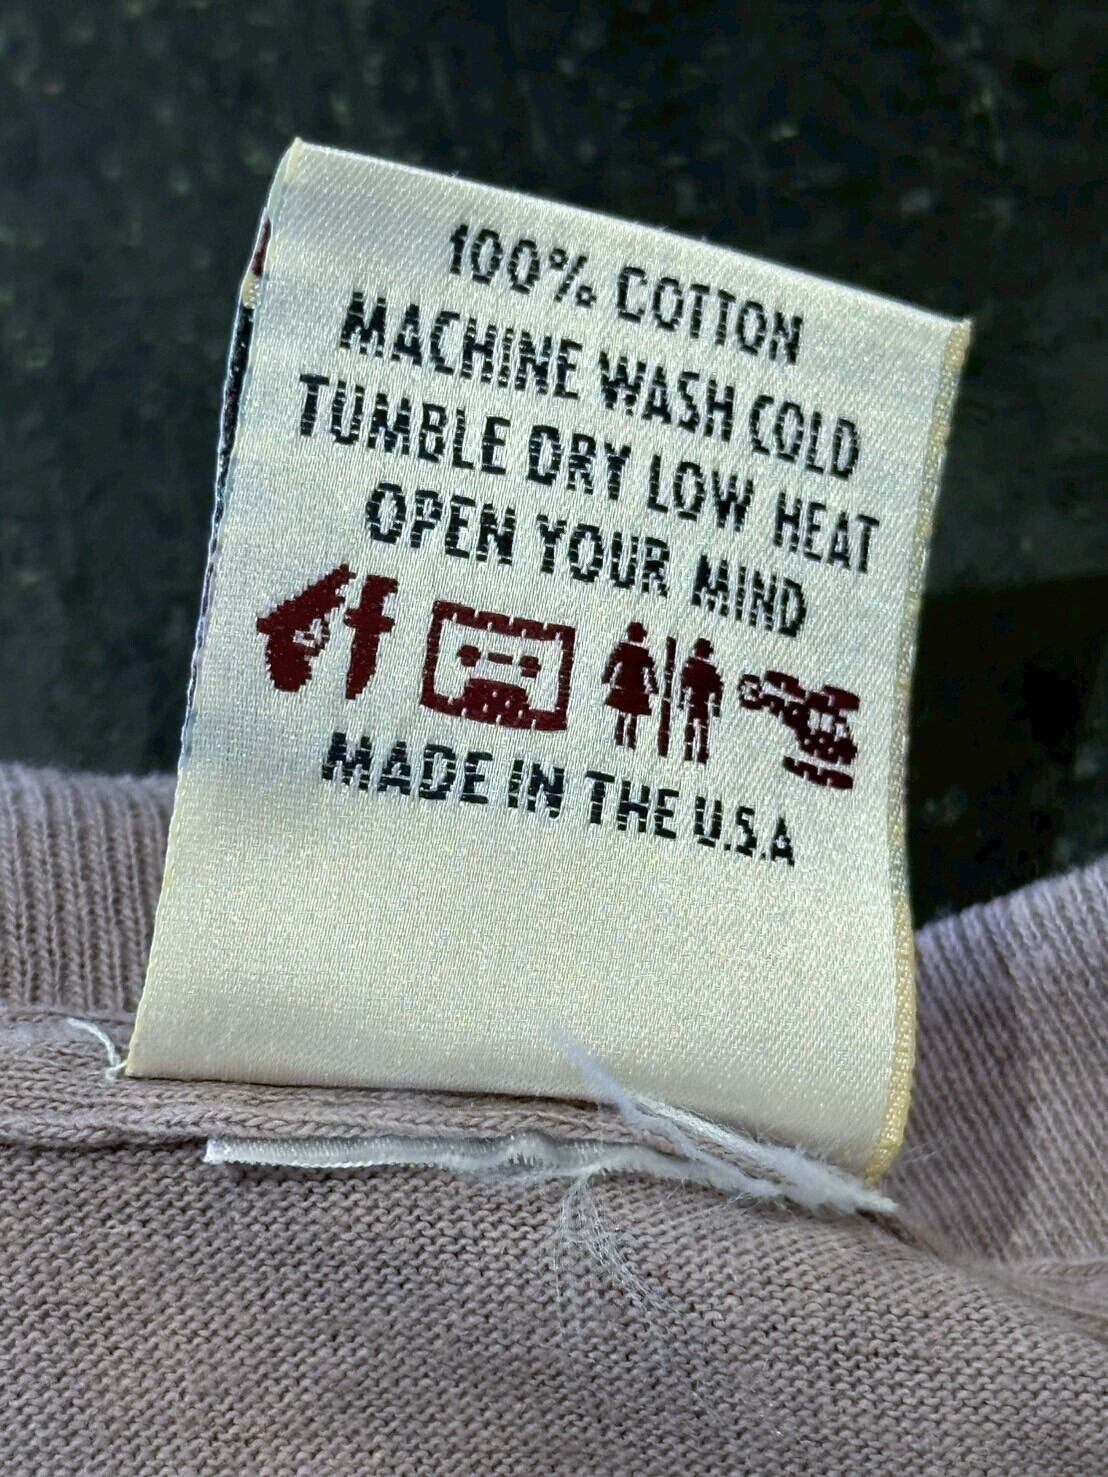 100% COTTON
MACHINE WASH COLD
TUMBLE DRY LOW HEAT
OPEN YOUR MIND
MADE IN THE U.S.A